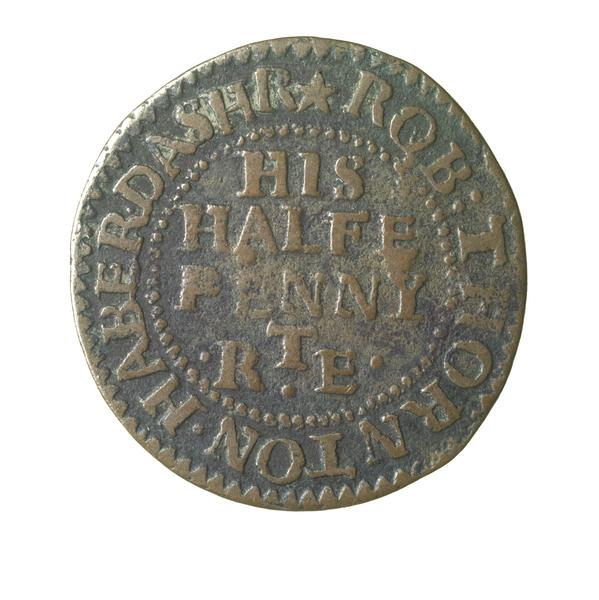 ROB · THORNTON · HABERDASHR
HIS
HALFE
PENNY
T
· R · E ·